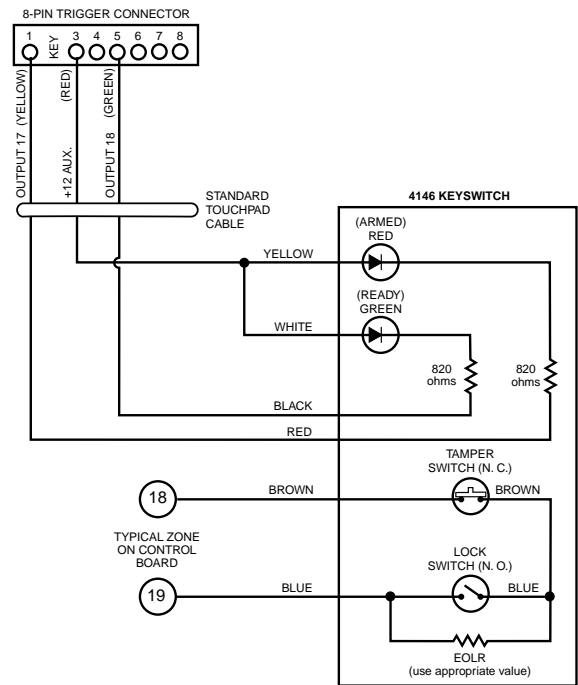 8-PIN TRIGGER CONNECTOR
1
KEY
3
4
5
6
7
8
OUTPUT 17 (YELLOW)
+12 AUX. (RED)
OUTPUT 18 (GREEN)
STANDARD
TOUCHPAD
CABLE
4146 KEYSWITCH
(ARMED)
RED
YELLOW
(READY)
GREEN
WHITE
820
ohms
820
ohms
BLACK
RED
TAMPER
SWITCH (N. C.)
18
BROWN
BROWN
TYPICAL ZONE
ON CONTROL
BOARD
LOCK
SWITCH (N. O.)
19
BLUE
BLUE
EOLR
(use appropriate value)